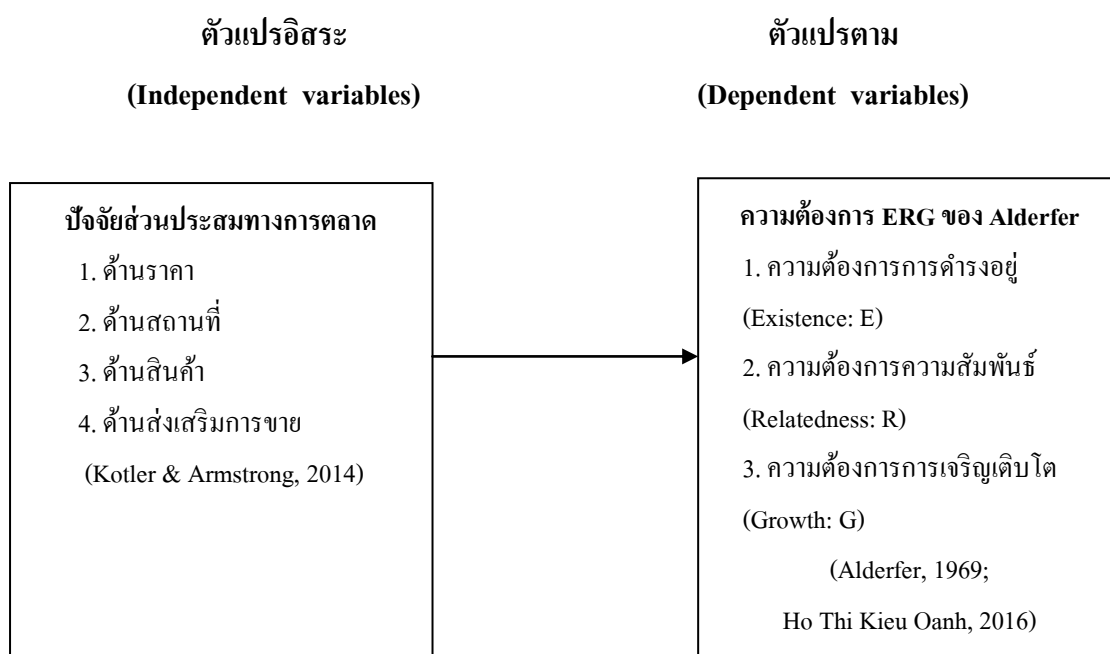 ตัวแปรอิสระ
(Independent variables)
ตัวแปรตาม
(Dependent variables)
ปัจจัยส่วนประสมทางการตลาด
1. ด้านราคา
2. ด้านสถานที่
3. ด้านสินค้า
4. ด้านส่งเสริมการขาย
(Kotler & Armstrong, 2014)
ความต้องการ ERG ของ Alderfer
1. ความต้องการการดำรงอยู่
(Existence: E)
2. ความต้องการความสัมพันธ์
(Relatedness: R)
3. ความต้องการการเจริญเติบโต
(Growth: G)
(Alderfer, 1969;
Ho Thi Kieu Oanh, 2016)